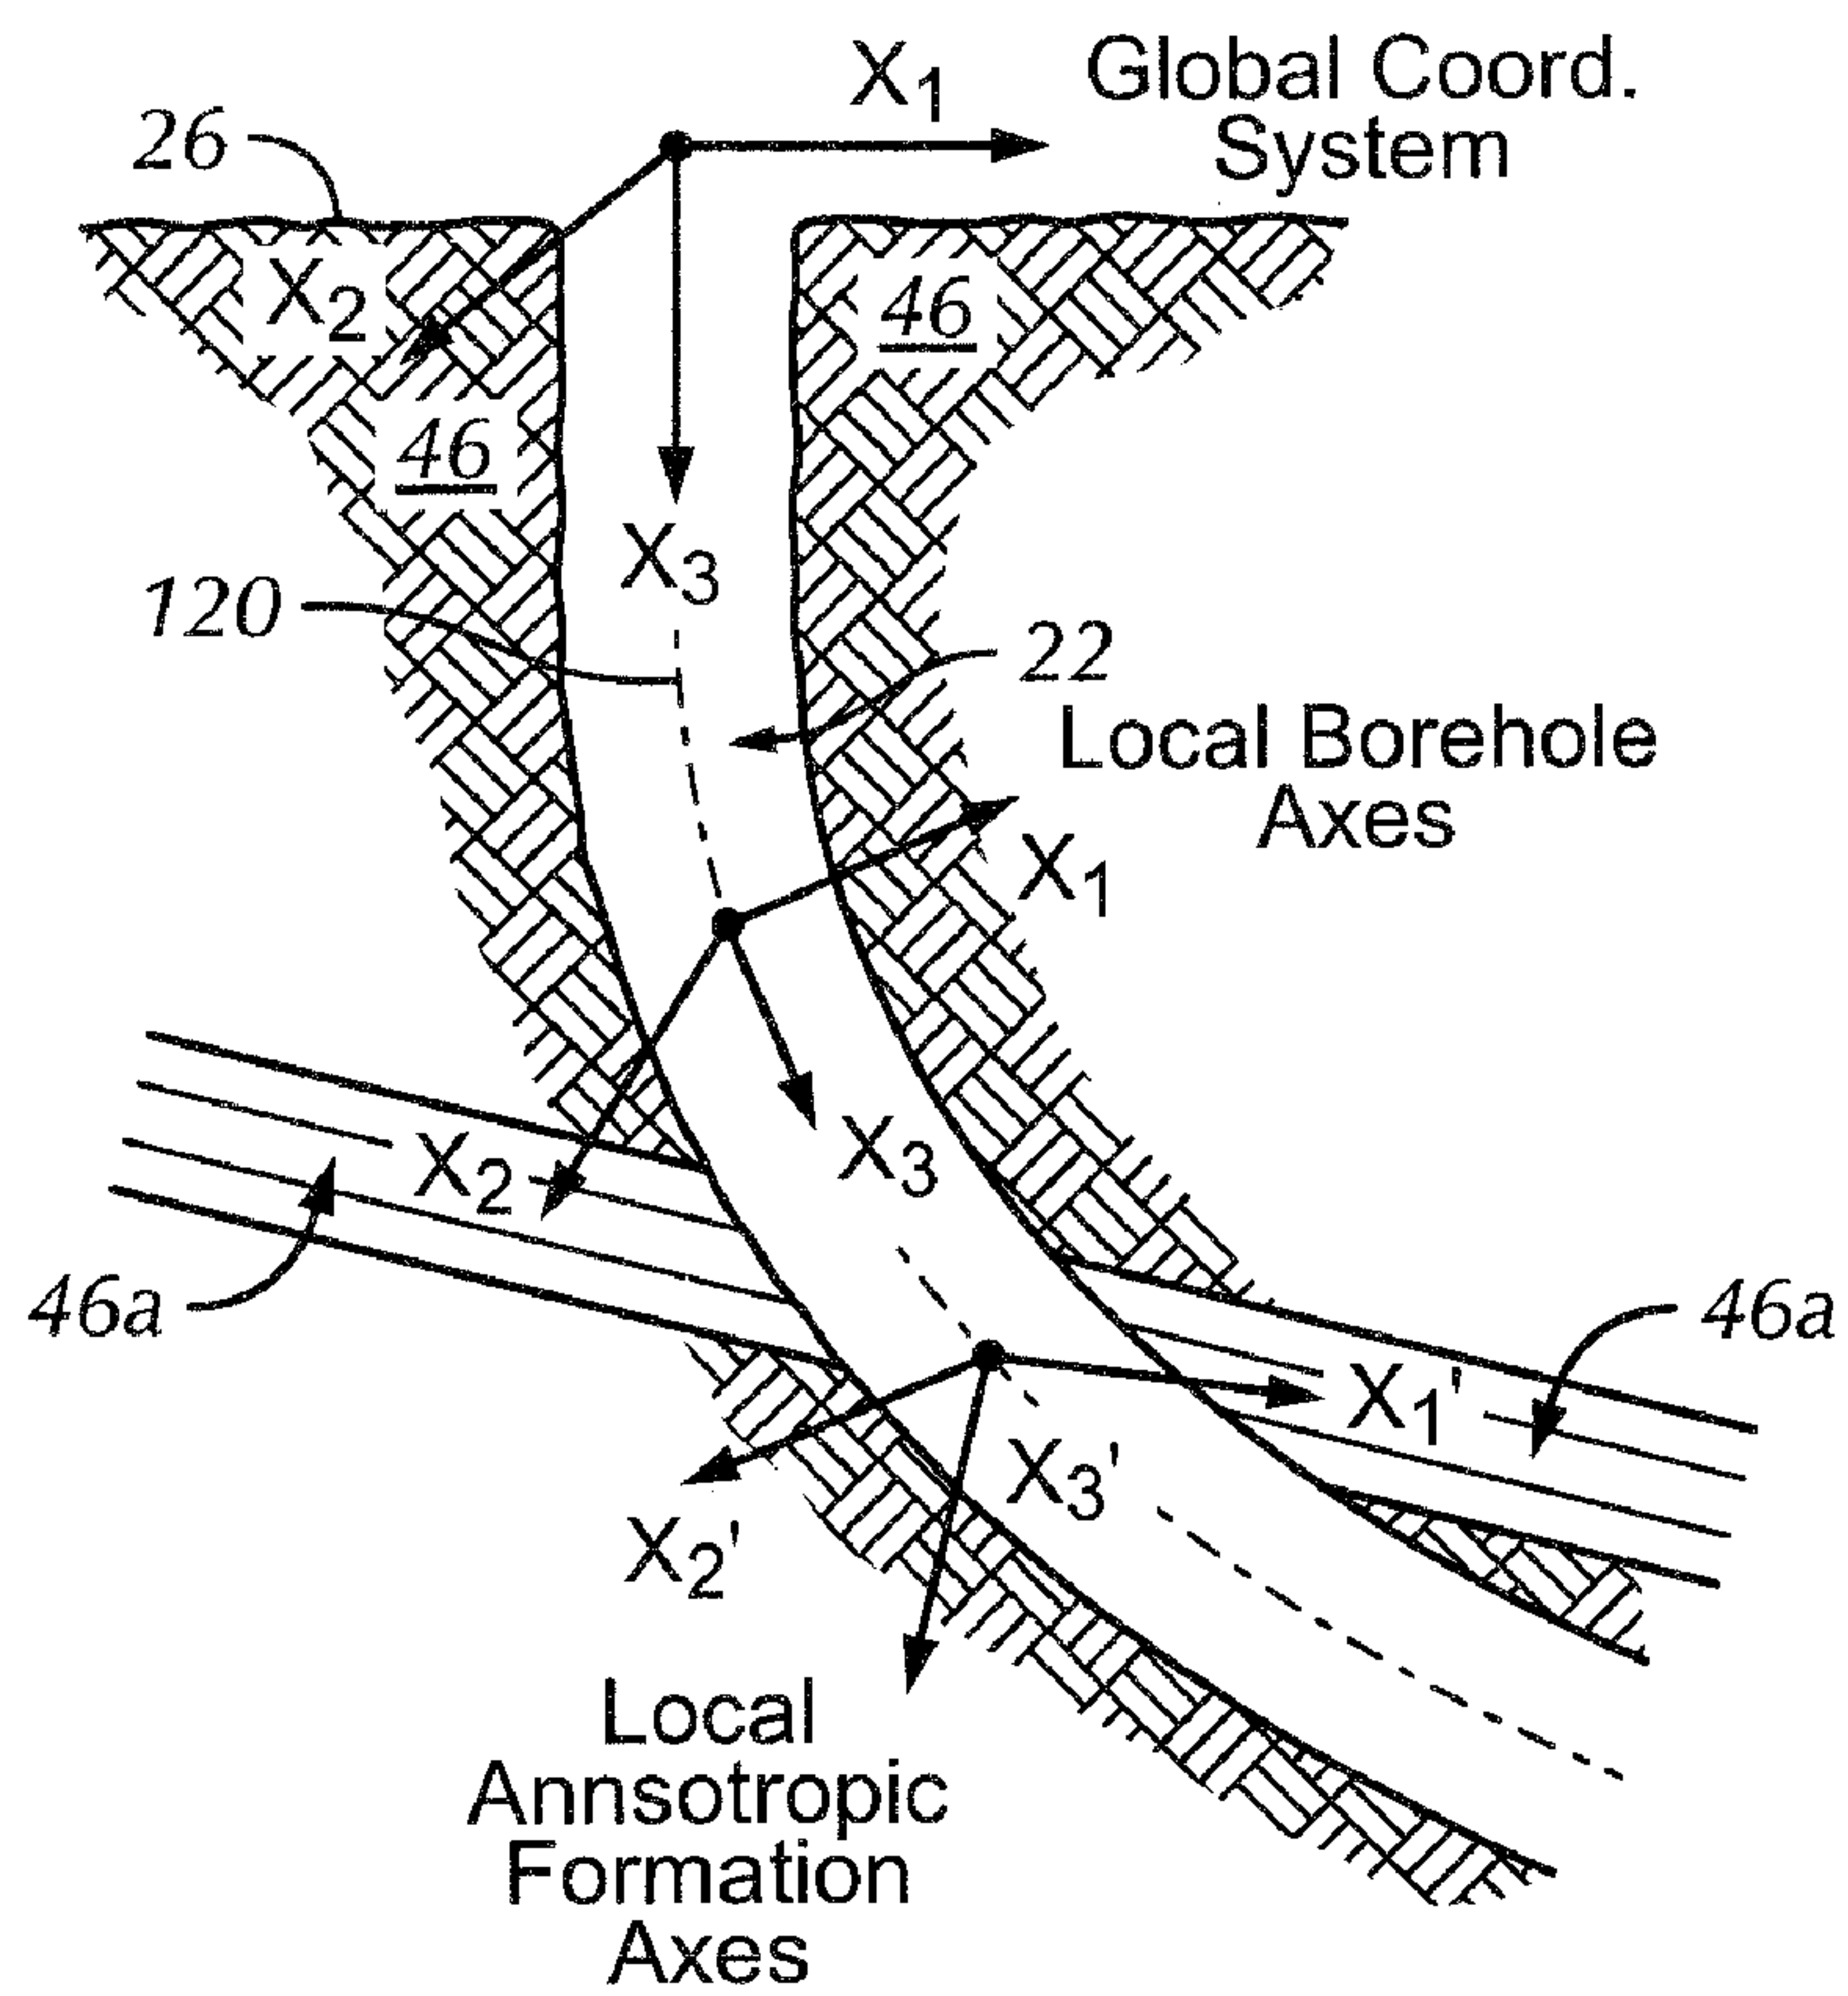 X1
Global Coord.
System
26
X2
46
46
X3
120
22
Local Borehole
Axes
X1
X3
X2
46a
46a
X1'
X3'
X2'
Local
Annsotropic
Formation
Axes